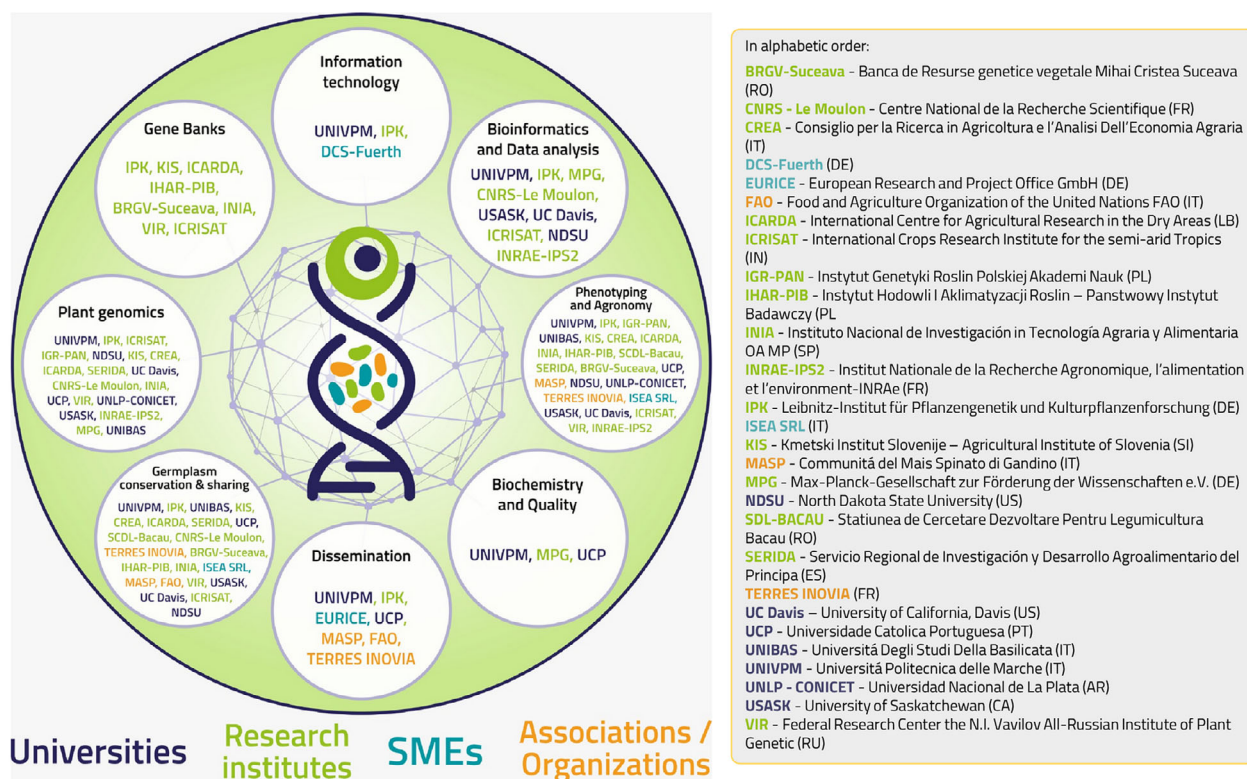 Information
technology
UNIVPM, IPK,
DCS-Fuerth
Gene Banks
IPK, KIS, ICARDA,
IHAR-PIB,
BRGV-Suceava, INIA,
VIR, ICRISAT
Bioinformatics
and Data analysis
UNIVPM, IPK, MPG,
CNRS-Le Moulon,
USASK, UC Davis,
ICRISAT, NDSU
INRAE-IPS2
Plant genomics
UNIVPM, IPK, ICRISAT,
IGR-PAN, NDSU, KIS, CREA,
ICARDA, SERIDA, UC Davis,
CNRS-Le Moulon, INIA,
UCP, VIR, UNLP-CONICET,
USASK, INRAE-IPS2,
MPG, UNIBAS
Phenotyping
and Agronomy
UNIVPM, IPK, IGR-PAN,
UNIBAS, KIS, CREA, ICARDA,
INIA, IHAR-PIB, SCDL-Bacau,
SERIDA, BRGV-Suceava, UCP,
MASP, NDSU, UNLP-CONICET,
TERRES INOVIA, ISEA SRL,
USASK, UC Davis, ICRISAT,
VIR, INRAE-IPS2
Germplasm
conservation & sharing
UNIVPM, IPK, UNIBAS, KIS,
CREA, ICARDA, SERIDA, UCP,
SCDL-Bacau, CNRS-Le Moulon,
TERRES INOVIA, BRGV-Suceava,
IHAR-PIB, INIA, ISEA SRL,
MASP, FAO, VIR, USASK,
UC Davis, ICRISAT,
NDSU
Biochemistry
and Quality
UNIVPM, MPG, UCP
Dissemination
UNIVPM, IPK,
EURICE, UCP,
MASP, FAO,
TERRES INOVIA
Universities
Research
institutes
SMEs
Associations /
Organizations
In alphabetic order:
BRGV-Suceava - Banca de Resurse genetice vegetale Mihai Cristea Suceava
(RO)
CNRS - Le Moulon - Centre National de la Recherche Scientifique (FR)
CREA - Consiglio per la Ricerca in Agricoltura e l'Analisi Dell'Economia Agraria
(IT)
DCS-Fuerth (DE)
EURICE - European Research and Project Office GmbH (DE)
FAO - Food and Agriculture Organization of the United Nations FAO (IT)
ICARDA - International Centre for Agricultural Research in the Dry Areas (LB)
ICRISAT - International Crops Research Institute for the semi-arid Tropics
(IN)
IGR-PAN - Instytut Genetyki Roslin Polskiej Akademi Nauk (PL)
IHAR-PIB - Instytut Hodowli I Aklimatyzacji Roslin – Panstwowy Instytut
Badawczy (PL
INIA - Instituto Nacional de Investigación in Tecnología Agraria y Alimentaria
OA MP (SP)
INRAE-IPS2 - Institut Nationale de la Recherche Agronomique, l'alimentation
et l'environment-INRAe (FR)
IPK - Leibnitz-Institut für Pflanzengenetik und Kulturpflanzenforschung (DE)
ISEA SRL (IT)
KIS - Kmetski Institut Slovenije – Agricultural Institute of Slovenia (SI)
MASP - Communitá del Mais Spinato di Gandino (IT)
MPG - Max-Planck-Gesellschaft zur Förderung der Wissenschaften e.V. (DE)
NDSU - North Dakota State University (US)
SDL-BACAU - Statiunea de Cercetare Dezvoltare Pentru Legumicultura
Bacau (RO)
SERIDA - Servicio Regional de Investigación y Desarrollo Agroalimentario del
Principa (ES)
TERRES INOVIA (FR)
UC Davis – University of California, Davis (US)
UCP - Universidade Catolica Portuguesa (PT)
UNIBAS - Universitá Degli Studi Della Basilicata (IT)
UNIVPM - Universitá Politecnica delle Marche (IT)
UNLP - CONICET - Universidad Nacional de La Plata (AR)
USASK - University of Saskatchewan (CA)
VIR - Federal Research Center the N.I. Vavilov All-Russian Institute of Plant
Genetic (RU)